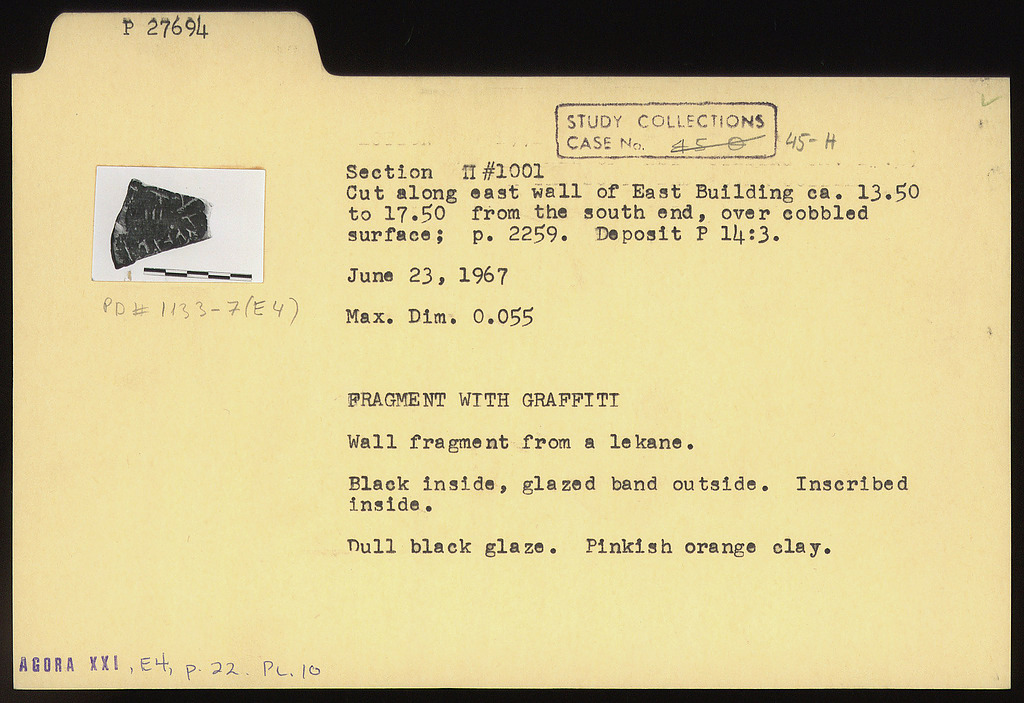 P 27694
STUDY COLLECTIONS
CASE No. 45-H
Section Π #1001
Cut along east wall of East Building ca. 13.50
to 17.50 from the south end, over cobbled
surface; p. 2259. Deposit P 14:3.
June 23, 1967
PD# 1133-7(E4)
Max. Dim. 0.055
FRAGMENT WITH GRAFFITI
Wall fragment from a lekane.
Black inside, glazed band outside. Inscribed
inside.
Dull black glaze. Pinkish orange clay.
AGORA XXI, E4, p. 22. PL. 10